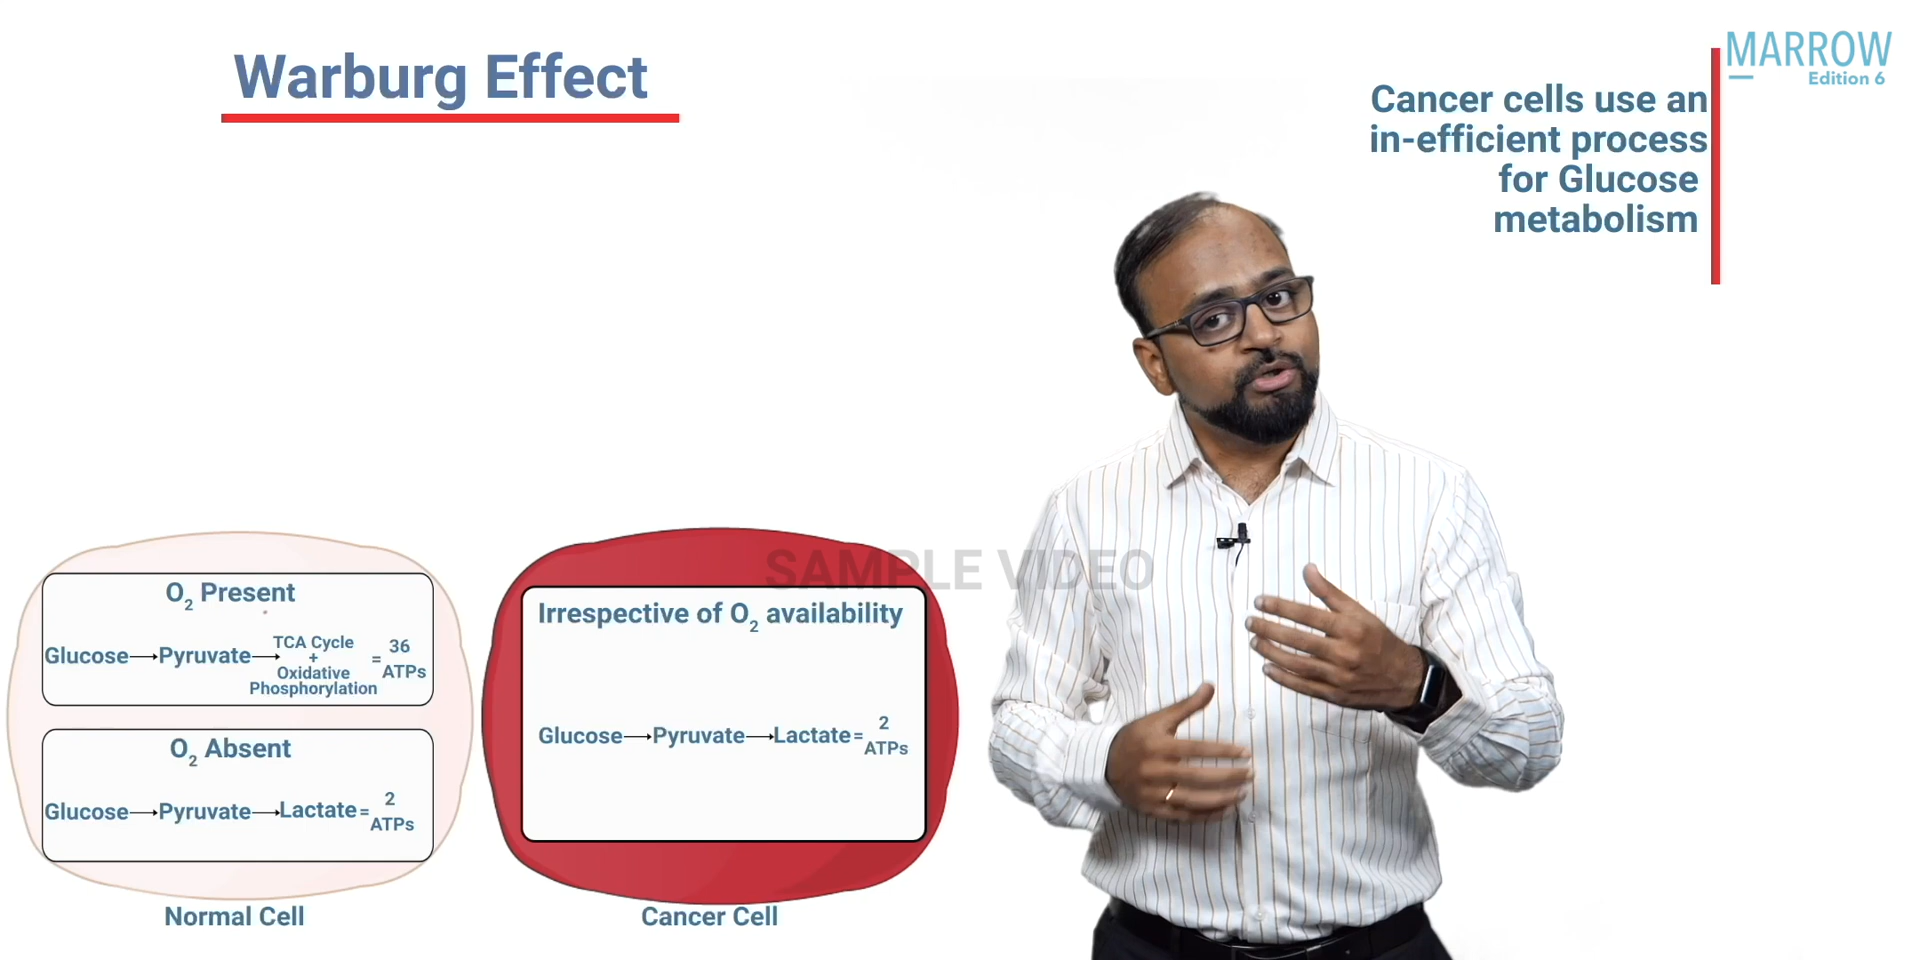 Warburg Effect
MARROW
Edition 6
Cancer cells use an
in-efficient process
for Glucose
metabolism
SAMPLE VIDEO
O₂ Present
Glucose→Pyruvate→TCA Cycle
+
Oxidative
Phosphorylation
= 36
ATPs
O₂ Absent
Glucose→Pyruvate→Lactate= 2
ATPs
Normal Cell
Irrespective of O₂ availability
Glucose→Pyruvate→Lactate= 2
ATPs
Cancer Cell